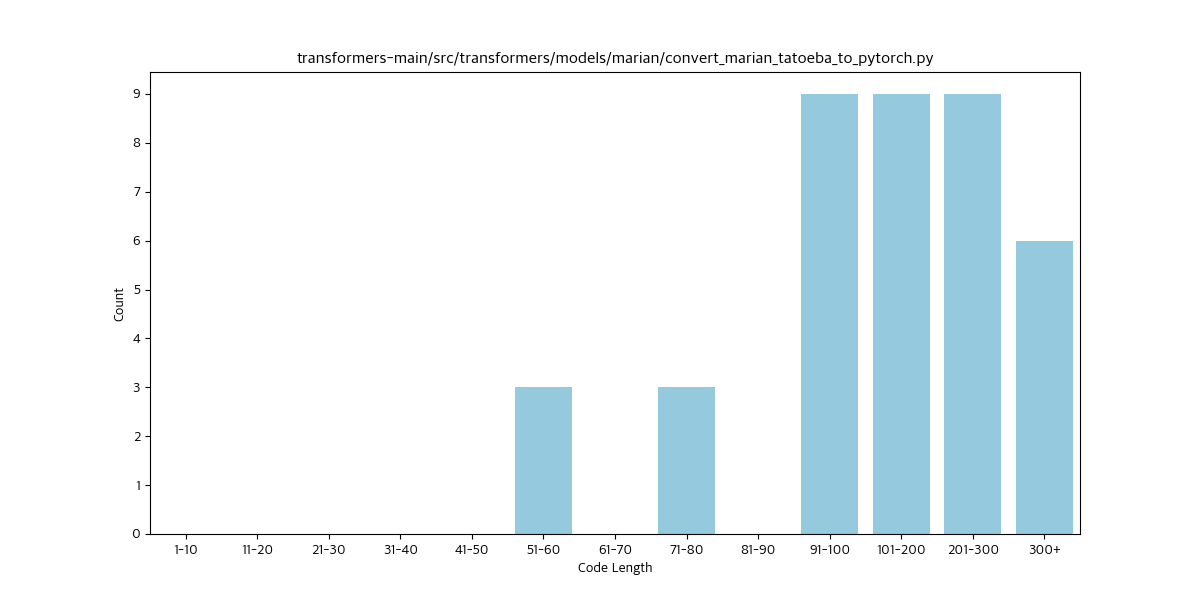 transformers-main/src/transformers/models/marian/convert_marian_tatoeba_to_pytorch.py
9
8
7
6
5
4
3
2
1
0
Count
1-10 11-20 21-30 31-40 41-50 51-60 61-70 71-80 81-90 91-100 101-200 201-300 300+
Code Length